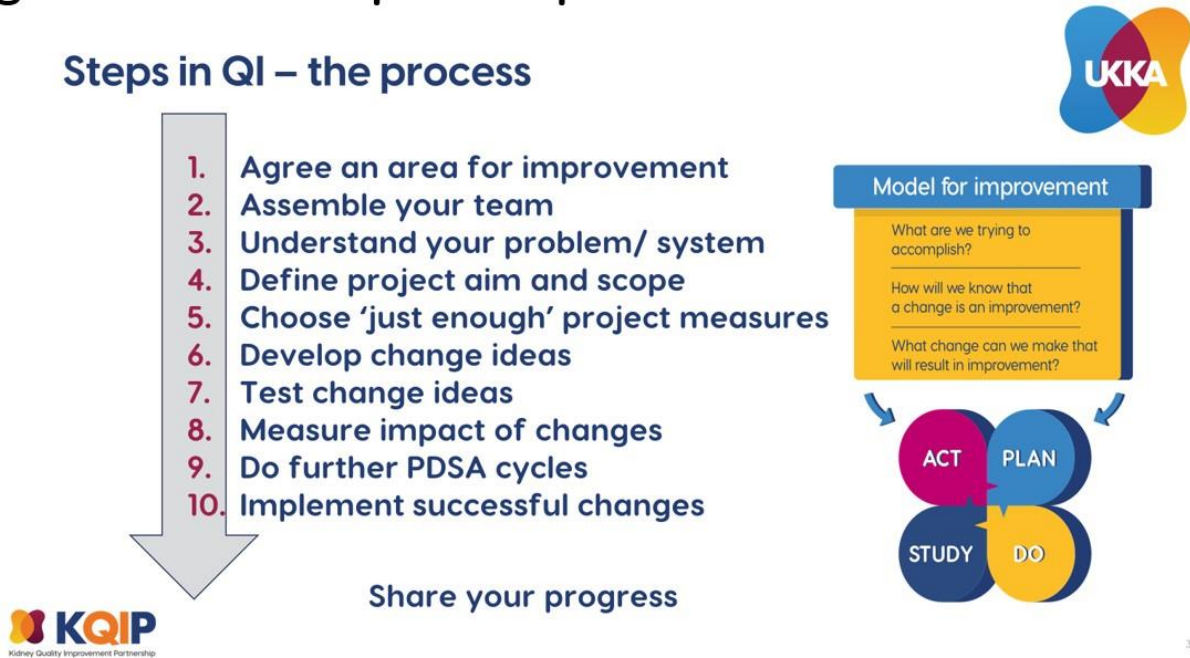 Steps in QI – the process
UKKA
1. Agree an area for improvement
2. Assemble your team
3. Understand your problem/ system
4. Define project aim and scope
5. Choose ‘just enough’ project measures
6. Develop change ideas
7. Test change ideas
8. Measure impact of changes
9. Do further PDSA cycles
10. Implement successful changes
Share your progress
Model for improvement
What are we trying to
accomplish?
How will we know that
a change is an improvement?
What change can we make that
will result in improvement?
ACT
PLAN
STUDY
DO
KQIP
Kidney Quality Improvement Partnership